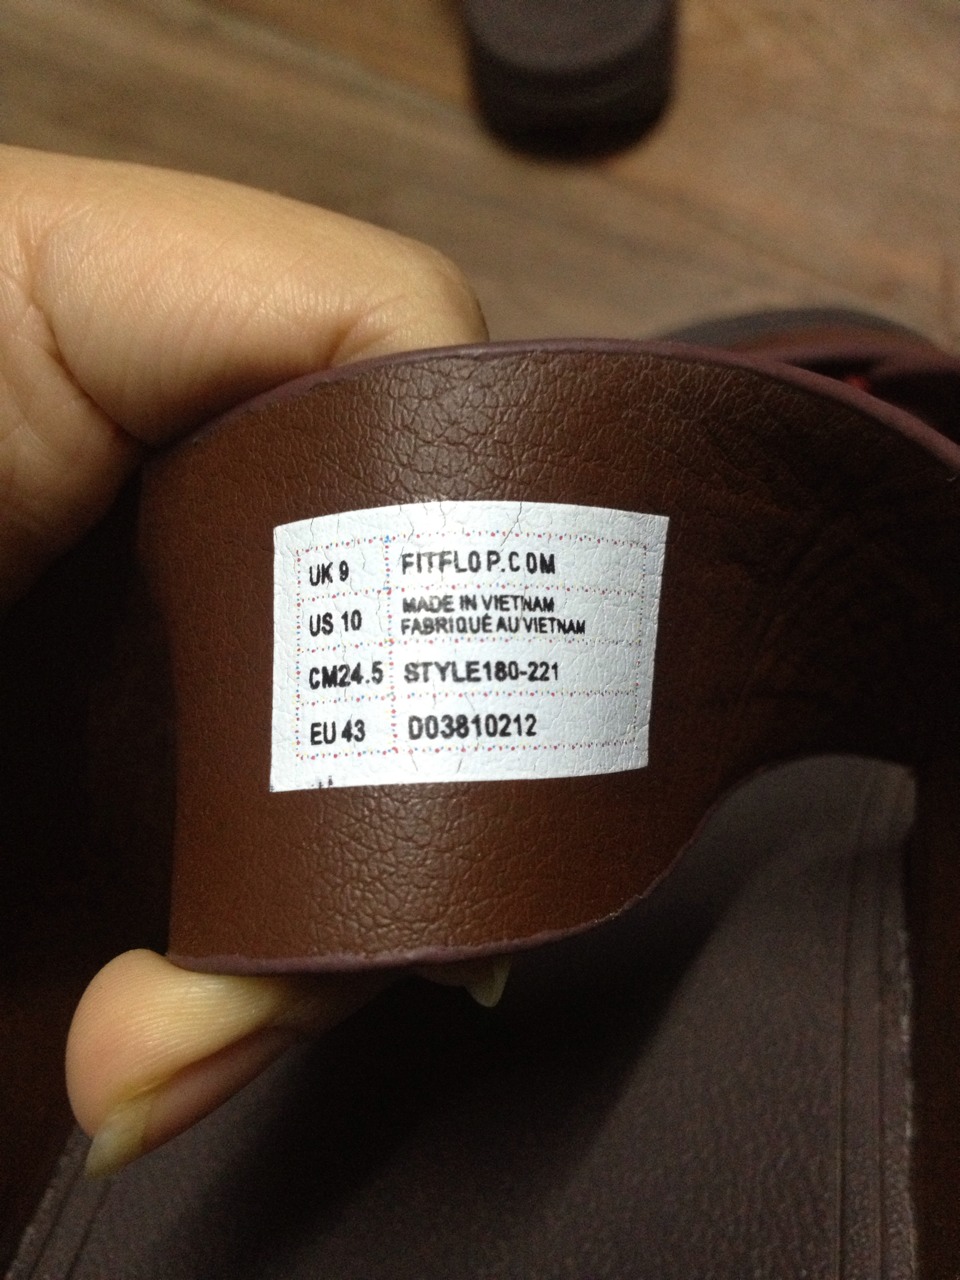 UK 9 FITFLOP.COM
US 10 MADE IN VIETNAM
FABRIQUÉ AU VIETNAM
CM24.5 STYLE180-221
EU 43 D03810212